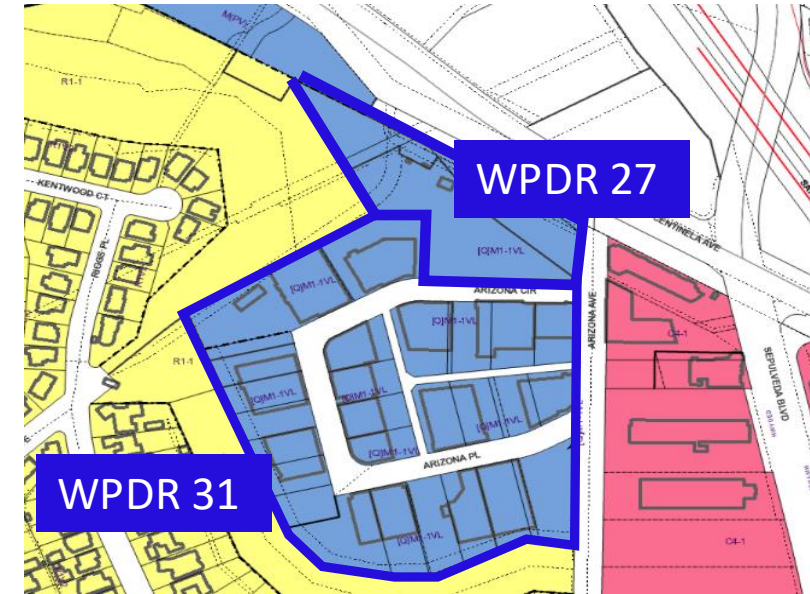 M(PV)
R1-1
WPDR 27
KENTWOOD CT
CENTINELA AVE
RIGGS PL
[Q]M1-1VL
[Q]M1-1VL
ARIZONA CIR
ARIZONA AVE
[Q]M1-1VL
C4-1
R1-1
SEPULVEDA BLVD
[Q]M1-1VL
[Q]M1-1VL
[Q]M1-1VL
[Q]M1-1VL
ARIZONA PL
WPDR 31
[Q]M1-1VL
C4-1